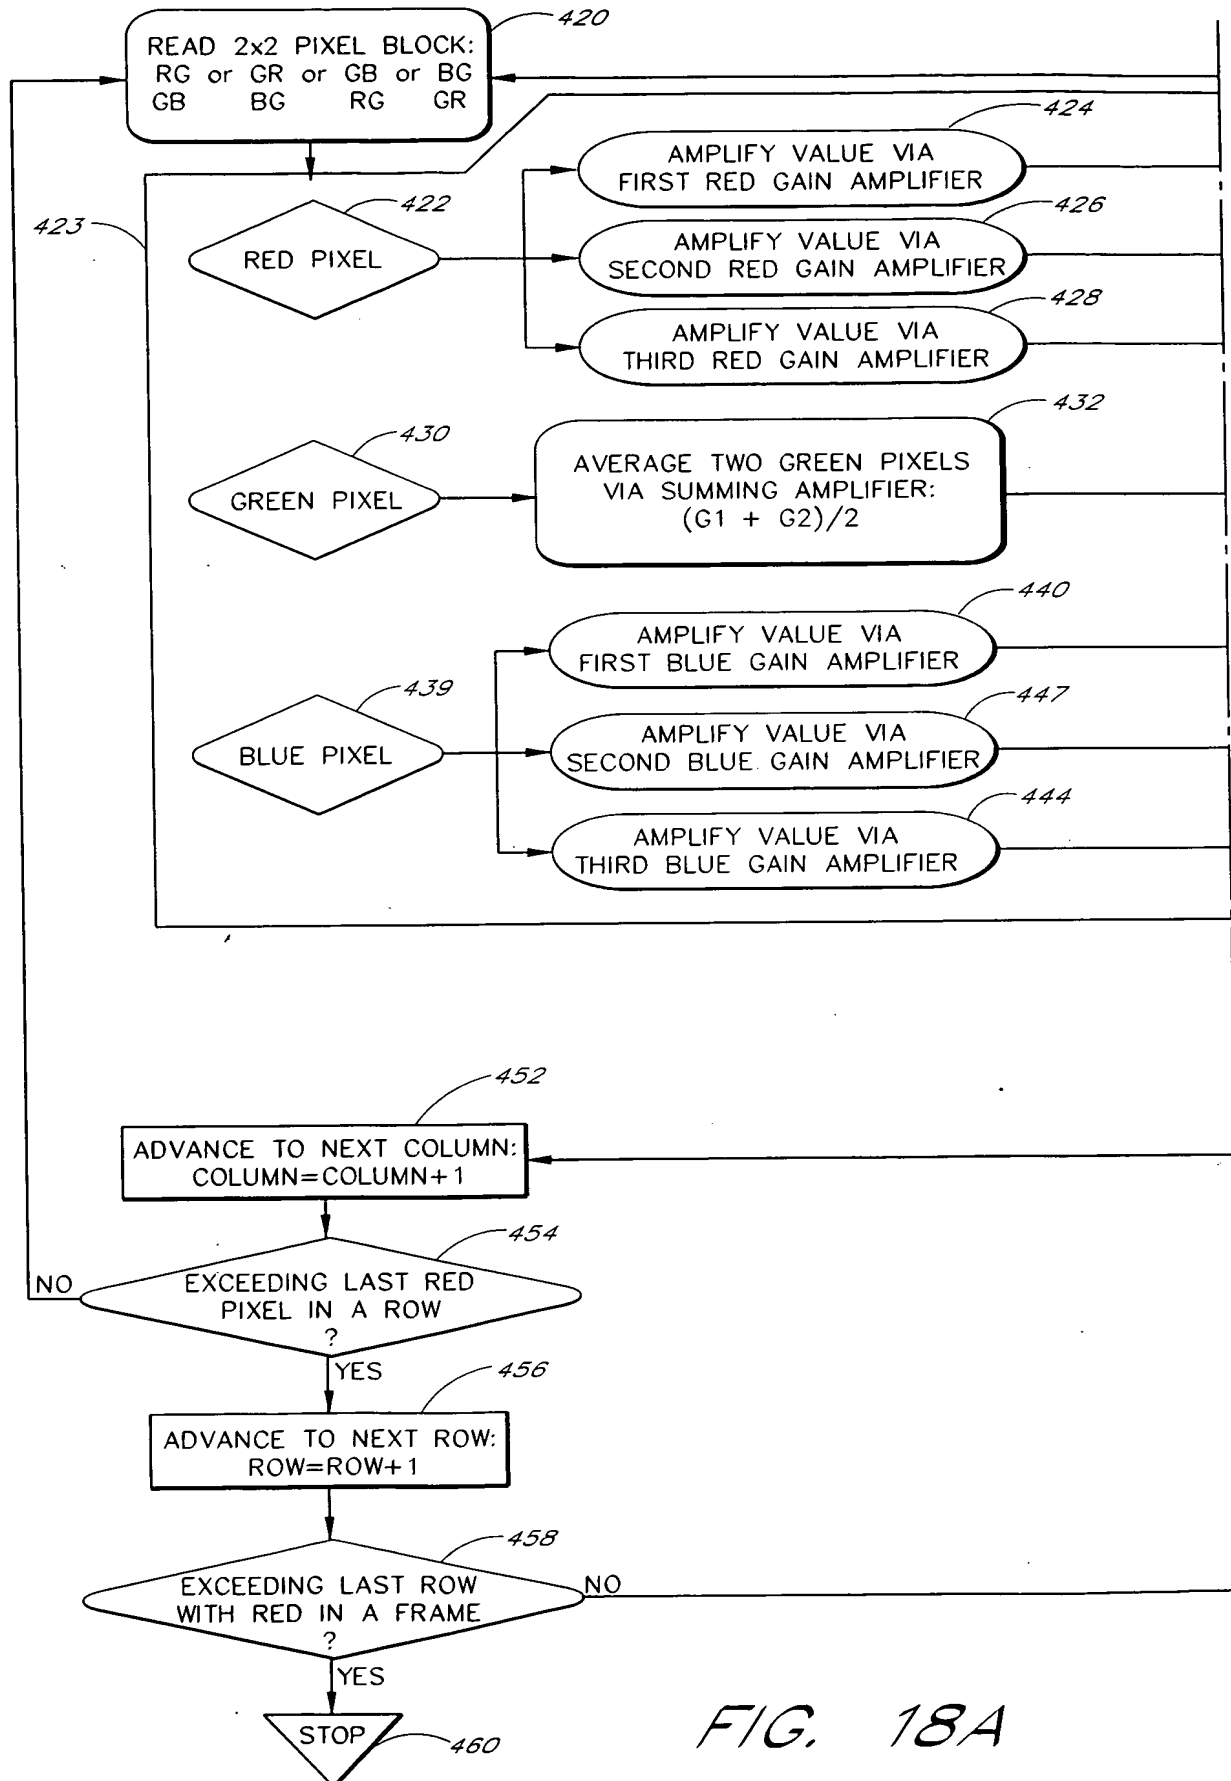 420
READ 2x2 PIXEL BLOCK:
RG or GR or GB or BG
GB BG RG GR
424
AMPLIFY VALUE VIA
FIRST RED GAIN AMPLIFIER
423
422
RED PIXEL
426
AMPLIFY VALUE VIA
SECOND RED GAIN AMPLIFIER
428
AMPLIFY VALUE VIA
THIRD RED GAIN AMPLIFIER
430
GREEN PIXEL
432
AVERAGE TWO GREEN PIXELS
VIA SUMMING AMPLIFIER:
(G1 + G2)/2
440
AMPLIFY VALUE VIA
FIRST BLUE GAIN AMPLIFIER
439
BLUE PIXEL
447
AMPLIFY VALUE VIA
SECOND BLUE GAIN AMPLIFIER
444
AMPLIFY VALUE VIA
THIRD BLUE GAIN AMPLIFIER
452
ADVANCE TO NEXT COLUMN:
COLUMN=COLUMN+1
454
EXCEEDING LAST RED
PIXEL IN A ROW
?
NO
YES
456
ADVANCE TO NEXT ROW:
ROW=ROW+1
458
EXCEEDING LAST ROW
WITH RED IN A FRAME
?
NO
YES
STOP
460
FIG. 18A